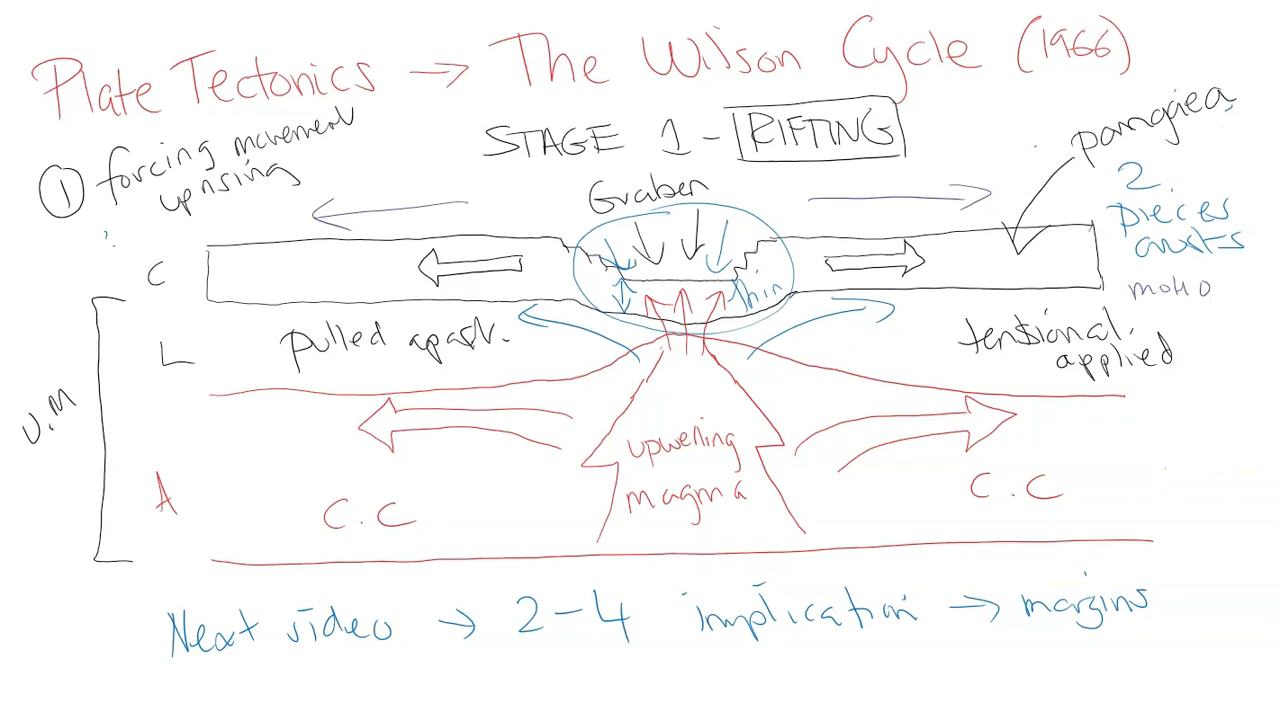 Plate Tectonics → The Wilson Cycle (1966)
STAGE 1 - RIFTING
① forcing movement
uprising
Graben
pangaea
2
pieces
crusts
MOHO
C
thin
pulled apart.
tensional.
applied
L
U.M
A
upwelling
magma
C.C
C.C
Next video → 2-4 implication → margins